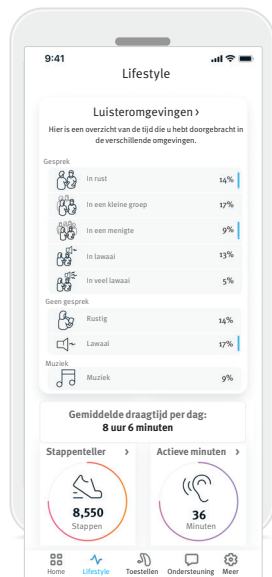 9:41
Lifestyle
Luisteromgevingen >
Hier is een overzicht van de tijd die u hebt doorgebracht in
de verschillende omgevingen.
Gesprek
In rust 14%
In een kleine groep 17%
In een menigte 9%
In lawaai 13%
In veel lawaai 5%
Geen gesprek
Rustig 14%
Lawaai 17%
Muziek
Muziek 9%
Gemiddelde draagtijd per dag:
8 uur 6 minuten
Stappenteller > Actieve minuten >
8,550 36
Stappen Minuten
Home Lifestyle Toestellen Ondersteuning Meer